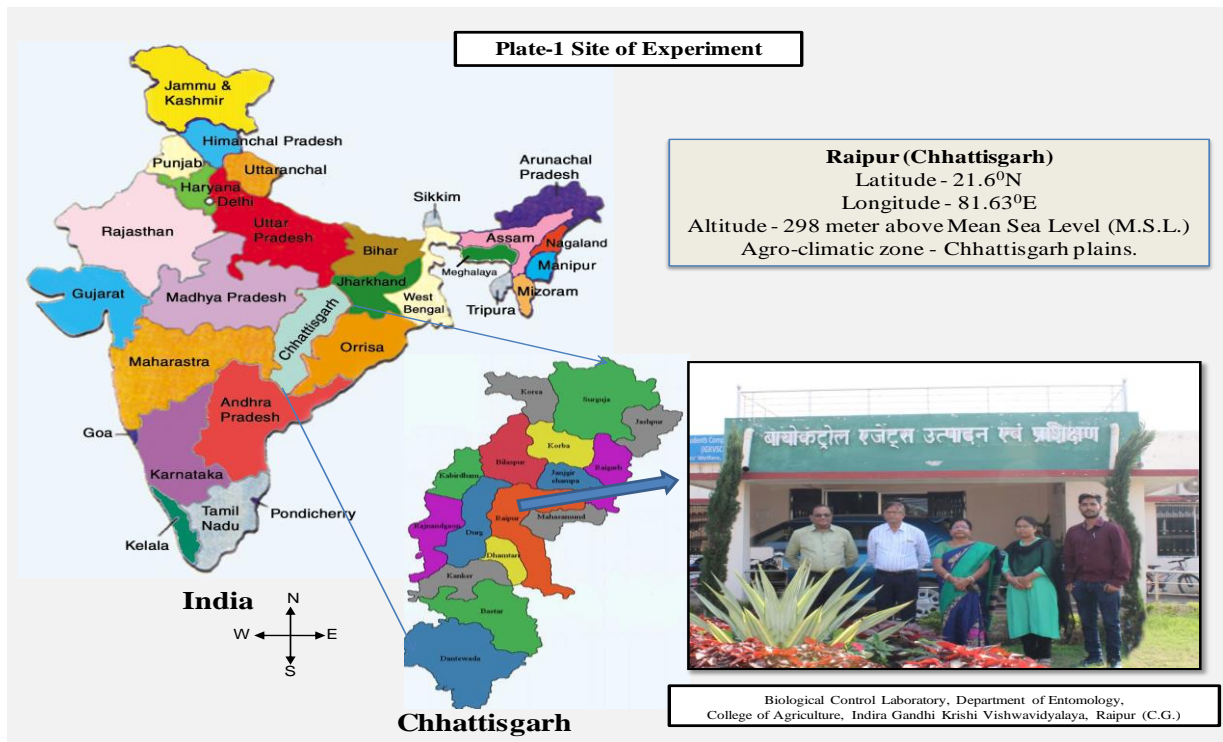 Plate-1 Site of Experiment
Jammu &
Kashmir
Himanchal Pradesh
Punjab
Uttaranchal
Haryana
Delhi
Arunachal
Pradesh
Sikkim
Rajasthan
Uttar
Pradesh
Assam
Nagaland
Bihar
Manipur
Meghalaya
Jharkhand
Gujarat
Madhya Pradesh
West
Bengal
Tripura
Mizoram
Chhattisgarh
Orrisa
Maharastra
Andhra
Pradesh
Goa
Karnataka
Tamil
Nadu
Pondicherry
Kelala
India
N
W
E
S
Raipur (Chhattisgarh)
Latitude - 21.6⁰N
Longitude - 81.63⁰E
Altitude - 298 meter above Mean Sea Level (M.S.L.)
Agro-climatic zone - Chhattisgarh plains.
Korea
Surguja
Jashpur
Korba
Bilaspur
Raigarh
Kabirdham
Janjgir
champa
Raipur
Mahasamund
Rajnandgaon
Durg
Dhamtari
Kanker
Bastar
Dantewada
Chhattisgarh
बायोकंट्रोल एजेंट्स उत्पादन एवं प्रशिक्षण
Biological Control Laboratory, Department of Entomology,
College of Agriculture, Indira Gandhi Krishi Vishwavidyalaya, Raipur (C.G.)